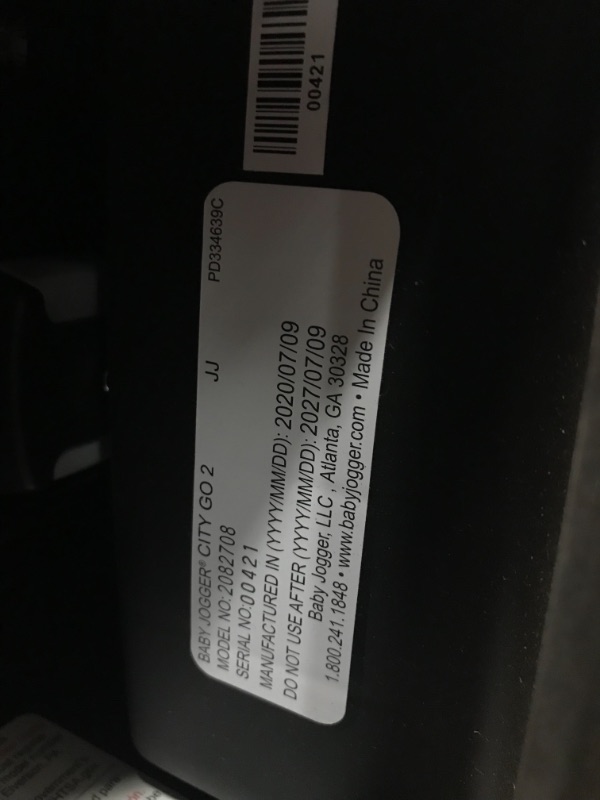 00421
BABY JOGGER® CITY GO 2 JJ PD334639C
MODEL NO:2082708
SERIAL NO:00421
MANUFACTURED IN (YYYY/MM/DD): 2020/07/09
DO NOT USE AFTER (YYYY/MM/DD): 2027/07/09
Baby Jogger, LLC , Atlanta, GA 30328
1.800.241.1848 • www.babyjogger.com • Made In China